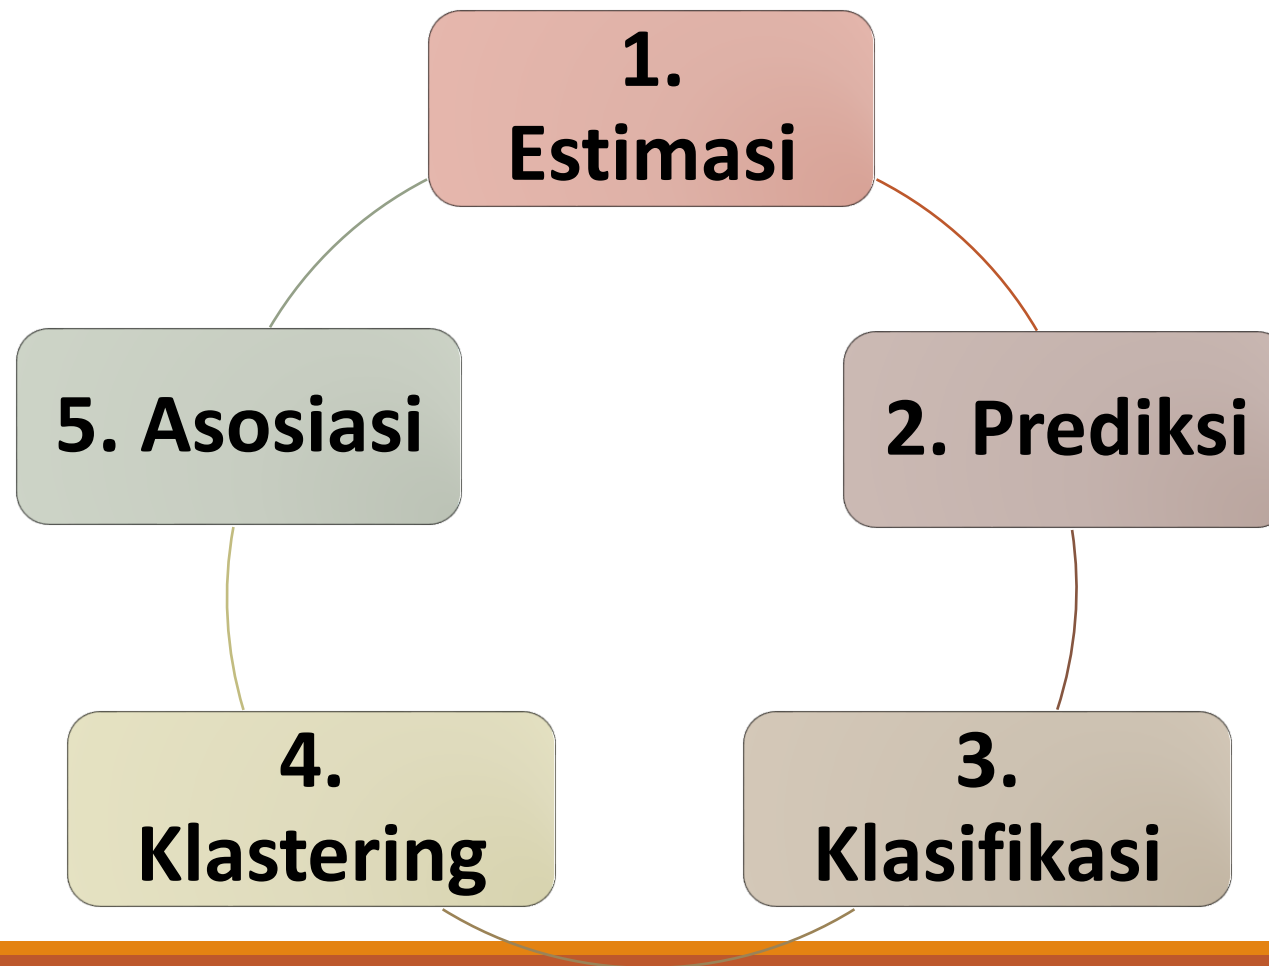 1.
Estimasi
2. Prediksi
3.
Klasifikasi
4.
Klastering
5. Asosiasi